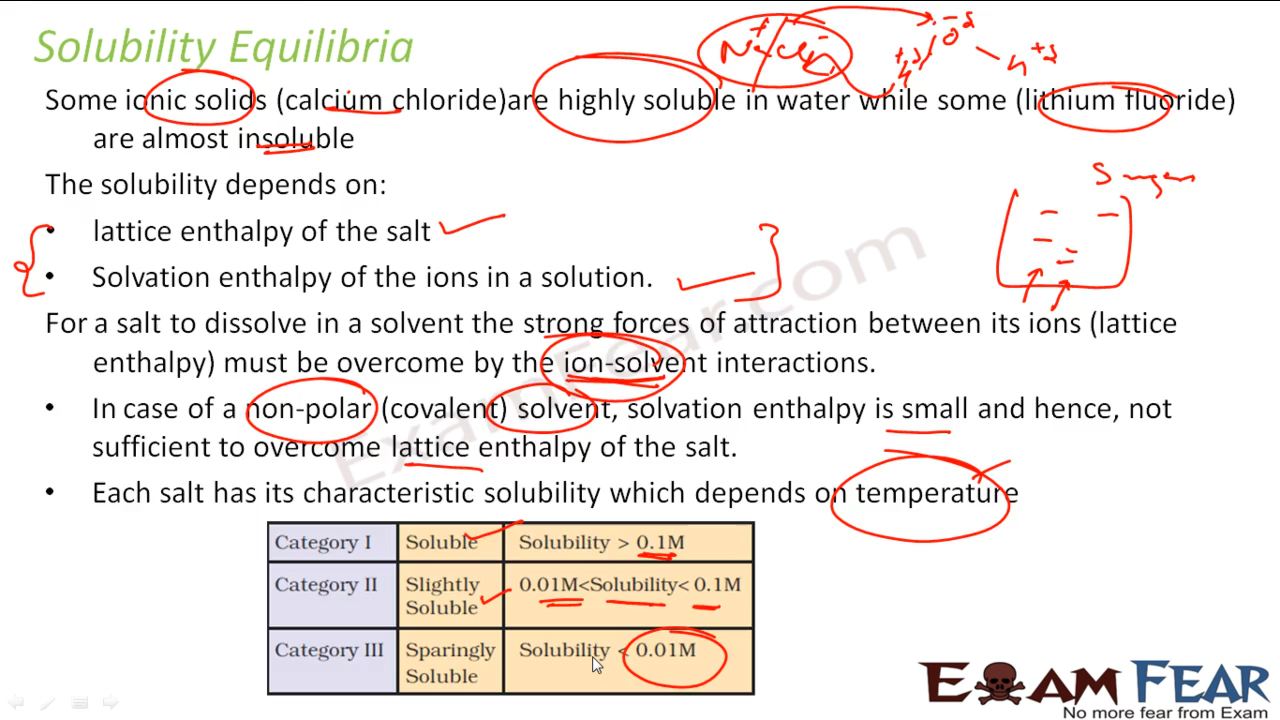 Solubility Equilibria
Some ionic solids (calcium chloride)are highly soluble in water while some (lithium fluoride)
are almost insoluble
The solubility depends on:
• lattice enthalpy of the salt
• Solvation enthalpy of the ions in a solution.
For a salt to dissolve in a solvent the strong forces of attraction between its ions (lattice
enthalpy) must be overcome by the ion-solvent interactions.
• In case of a non-polar (covalent) solvent, solvation enthalpy is small and hence, not
sufficient to overcome lattice enthalpy of the salt.
• Each salt has its characteristic solubility which depends on temperature
Category I Soluble Solubility > 0.1M
Category II Slightly Soluble 0.01M<Solubility< 0.1M
Category III Sparingly Soluble Solubility < 0.01M
Sugar
ExamFear.com
EXAM FEAR
No more fear from Exam